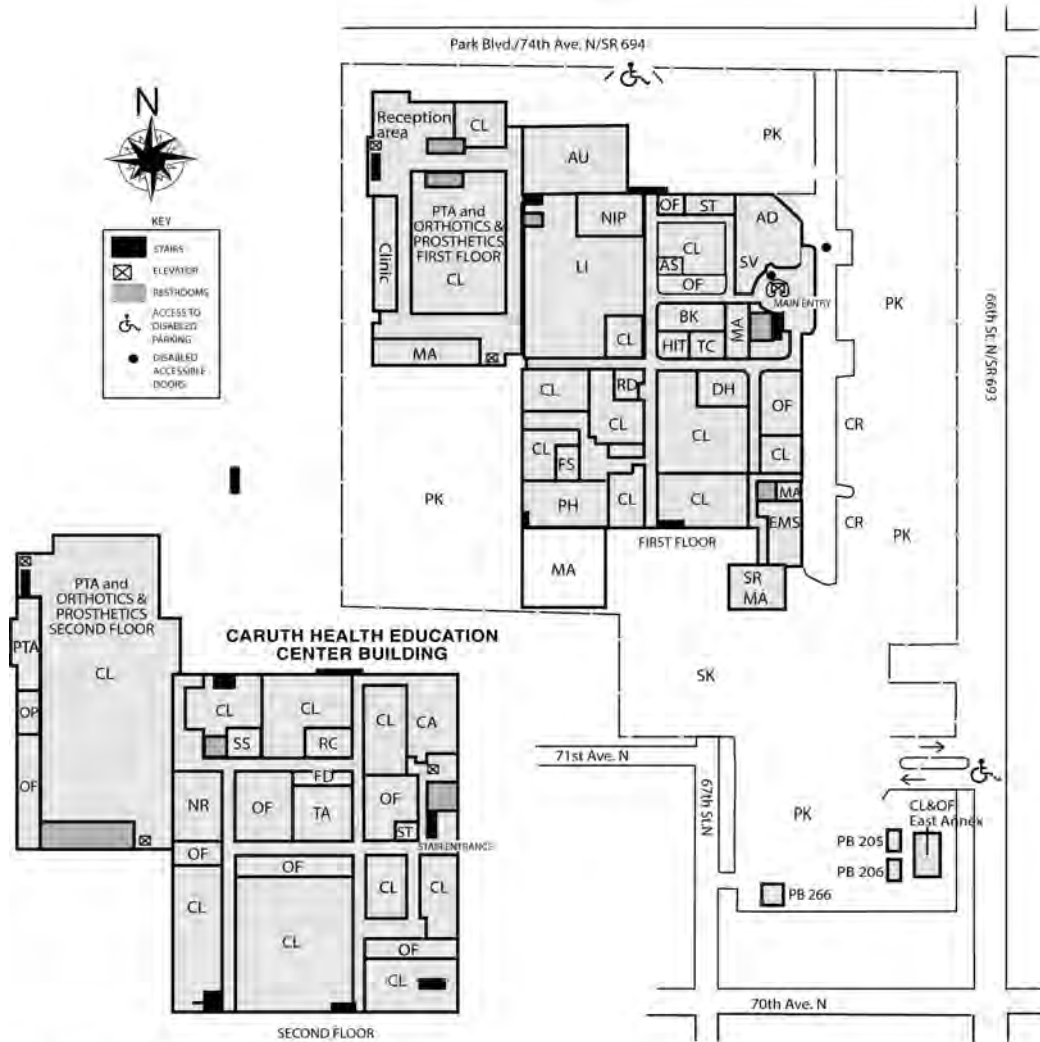 Park Blvd./74th Ave. N/SR 694
N
KEY
STAIRS
ELEVATOR
RESTROOMS
ACCESS TO
DISABLED
PARKING
DISABLED
ACCESSIBLE
DOORS
Reception
area
CL
AU
PK
PTA and
ORTHOTICS &
PROSTHETICS
FIRST FLOOR
CL
Clinic
MA
NIP
LI
CL
OF
ST
AD
CL
AS
SV
OF
MAIN ENTRY
BK
MA
HIT
TC
PK
66th St. N/SR 693
CL
RD
CL
DH
CL
OF
CL
CR
CL
FS
PH
CL
CL
MA
EMS
CR
PK
PK
FIRST FLOOR
MA
SR
MA
SK
PTA and
ORTHOTICS &
PROSTHETICS
SECOND FLOOR
CL
PTA
OP
OF
CARUTH HEALTH EDUCATION
CENTER BUILDING
CL
SS
CL
RC
CL
CA
NR
OF
FD
TA
OF
ST
STAIR ENTRANCE
OF
OF
CL
CL
CL
CL
OF
CL
SECOND FLOOR
71st Ave. N
67th St.N
PK
CL&OF
East Annex
PB 205
PB 206
PB 266
70th Ave. N